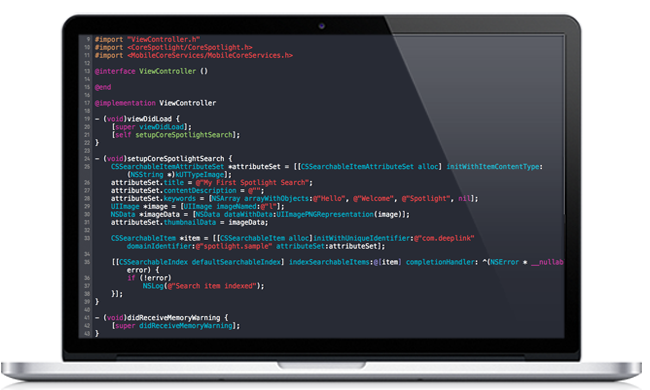 9 #import "ViewController.h"
10 #import <CoreSpotlight/CoreSpotlight.h>
11 #import <MobileCoreServices/MobileCoreServices.h>
12
13 @interface ViewController ()
14
15 @end
16
17 @implementation ViewController
18
19 - (void)viewDidLoad {
20 [super viewDidLoad];
21 [self setupCoreSpotlightSearch];
22 }
23
24 - (void)setupCoreSpotlightSearch {
25 CSSearchableItemAttributeSet *attributeSet = [[CSSearchableItemAttributeSet alloc] initWithItemContentType:
(NSString *)kUTTypeImage];
26 attributeSet.title = @"My First Spotlight Search";
27 attributeSet.contentDescription = @"";
28 attributeSet.keywords = [NSArray arrayWithObjects:@"Hello", @"Welcome", @"Spotlight", nil];
29 UIImage *image = [UIImage imageNamed:@"l"];
30 NSData *imageData = [NSData dataWithData:UIImagePNGRepresentation(image)];
31 attributeSet.thumbnailData = imageData;
32
33 CSSearchableItem *item = [[CSSearchableItem alloc]initWithUniqueIdentifier:@"com.deeplink"
domainIdentifier:@"spotlight.sample" attributeSet:attributeSet];
34
35 [[CSSearchableIndex defaultSearchableIndex] indexSearchableItems:@[item] completionHandler: ^(NSError * __nullab
error) {
36 if (!error)
37 NSLog(@"Search item indexed");
38 }];
39 }
40
41 - (void)didReceiveMemoryWarning {
42 [super didReceiveMemoryWarning];
43 }